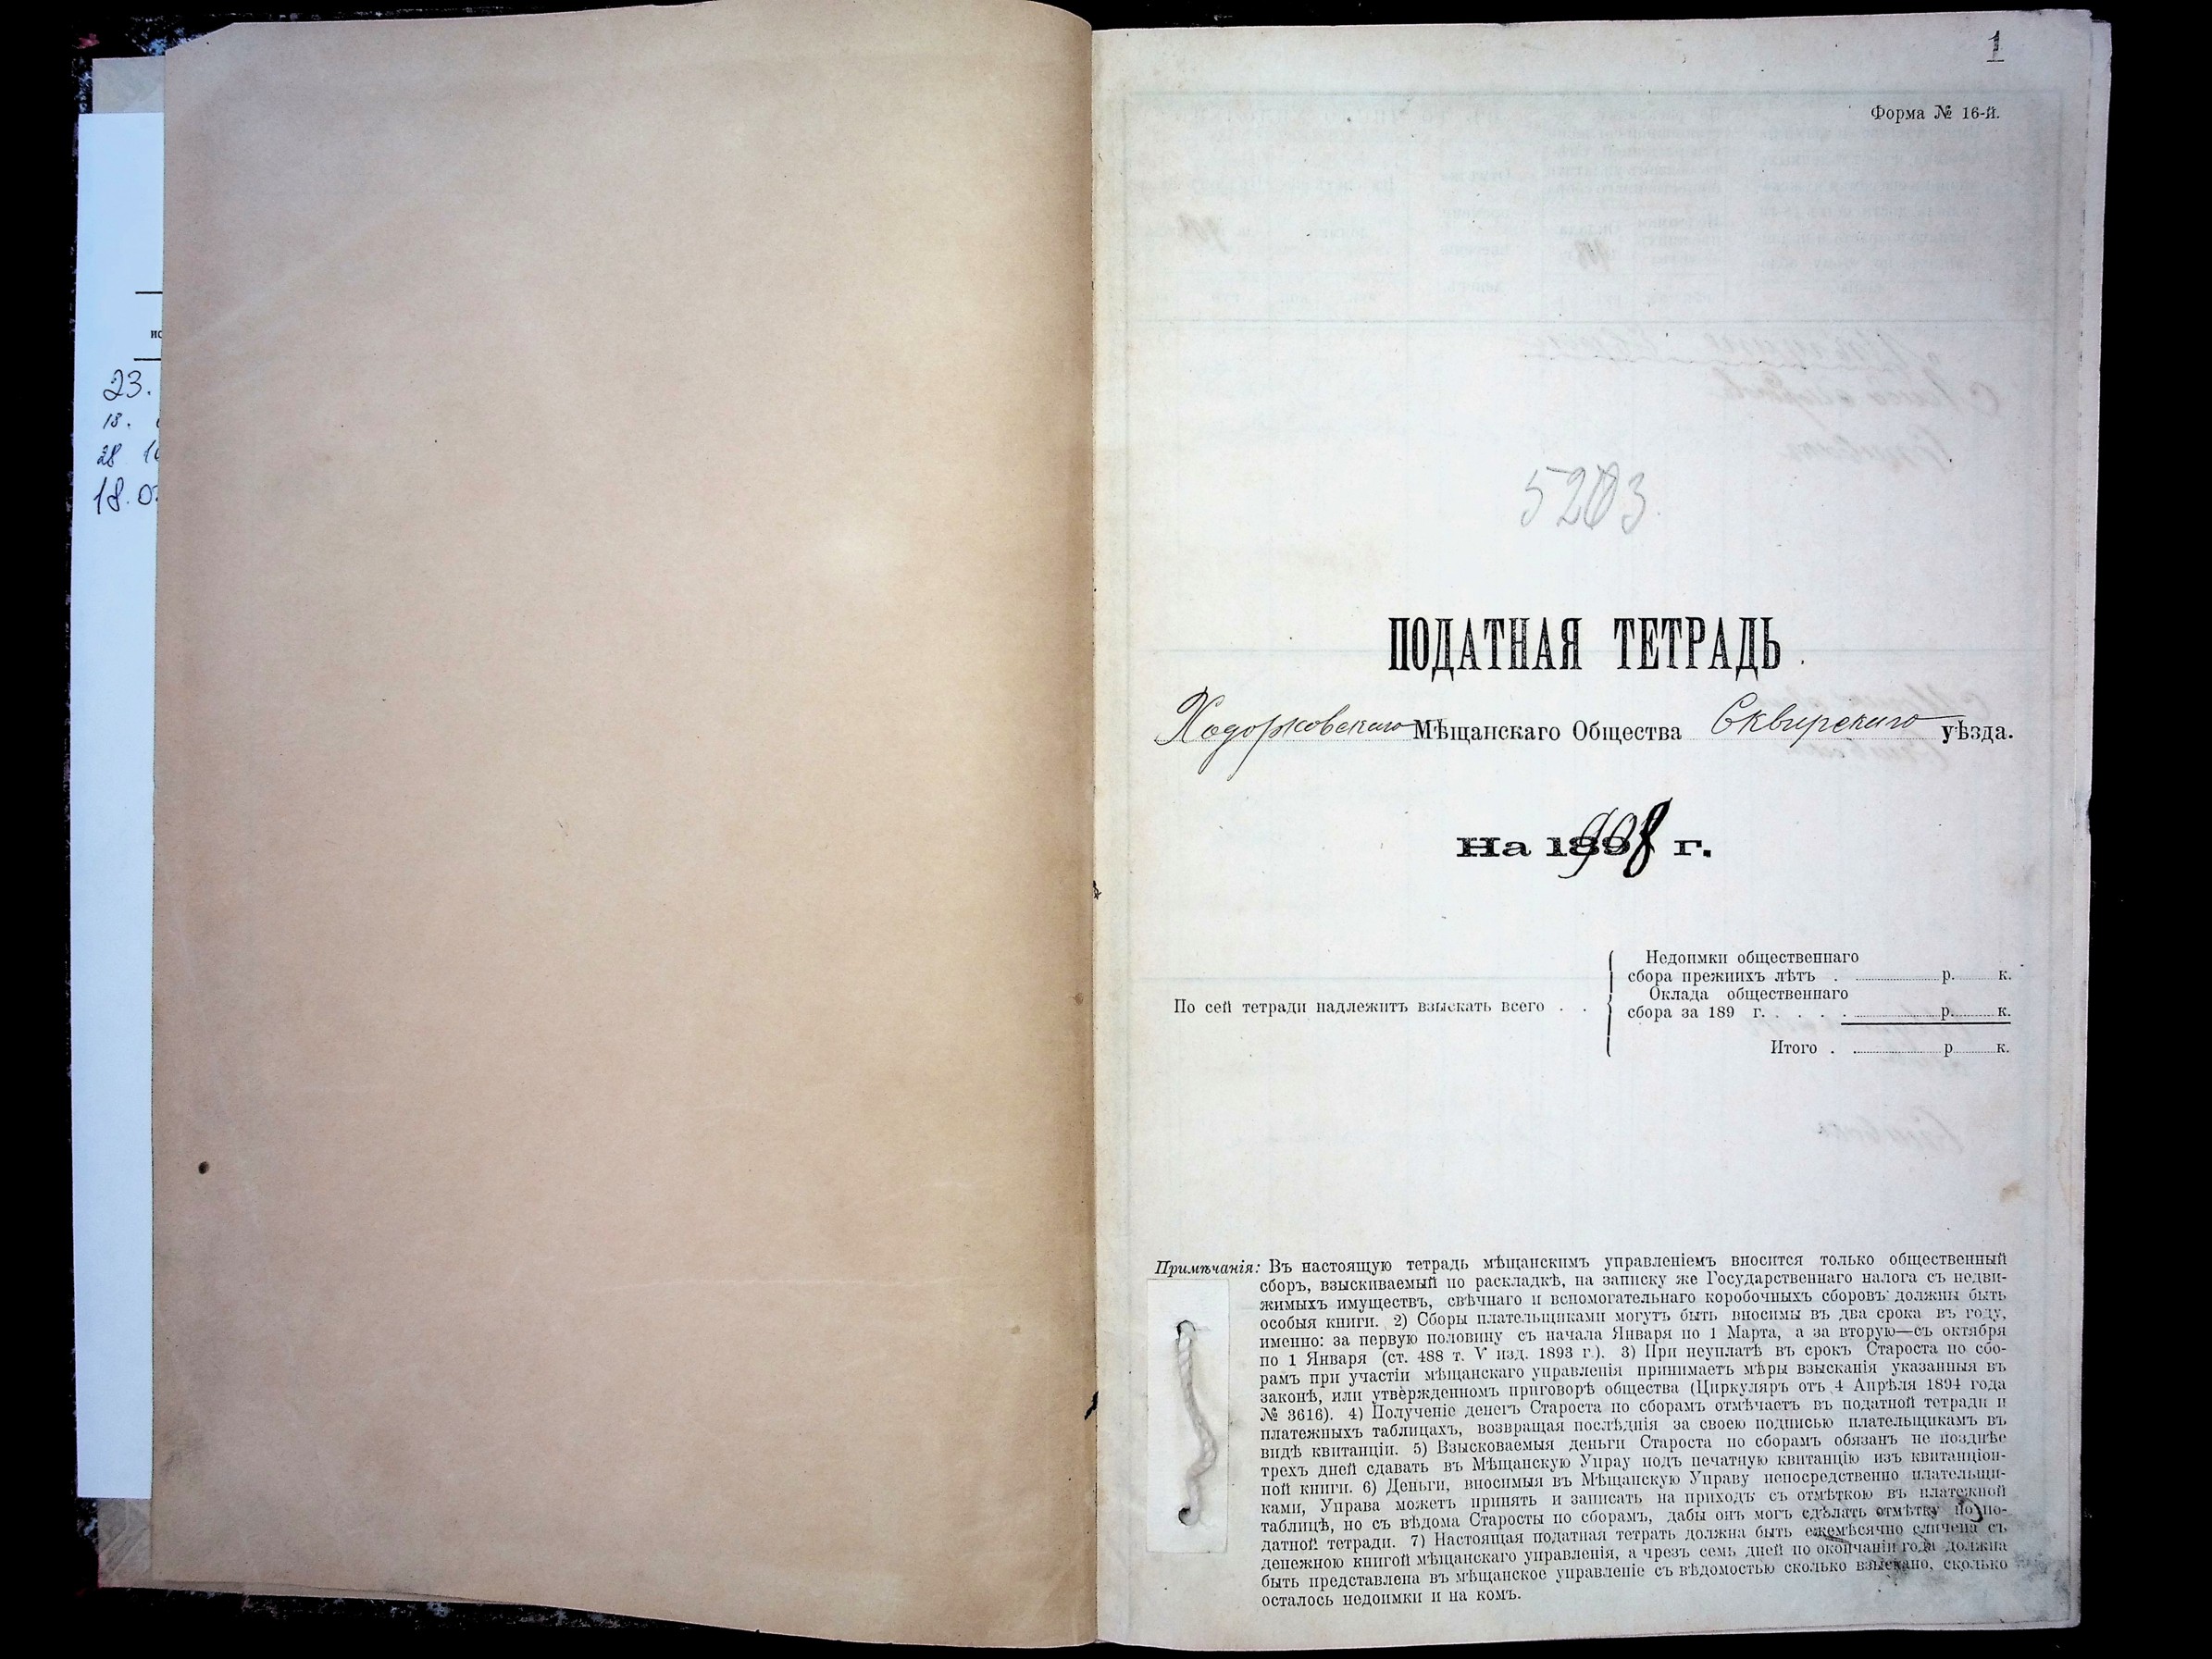 1
Форма № 16-й.
23.
ис
13.
28
18.0
5203
ПОДАТНАЯ ТЕТРАДЬ
Ходорковскаго Мѣщанскаго Общества Сквирскаго уѣзда.
На 1908 г.
Недоимки общественнаго
сбора прежнихъ лѣтъ . р. к.
По сей тетради надлежитъ взыскать всего . .
Оклада общественнаго
сбора за 189 г. . . . . р. к.
Итого . р к.
Примѣчанія: Въ настоящую тетрадь мѣщанскимъ управленіемъ вносится только общественный
сборъ, взыскиваемый по раскладкѣ, на записку же Государственнаго налога съ недви-
жимыхъ имуществъ, свѣчнаго и вспомогательнаго коробочныхъ сборовъ должны быть
особыя книги. 2) Сборы плательщиками могутъ быть вносимы въ два срока въ году,
именно: за первую половину съ начала Января по 1 Марта, а за вторую—съ октября
по 1 Января (ст. 488 т. V изд. 1893 г.). 3) При неуплатѣ въ срокъ Староста по сбо-
рамъ при участіи мѣщанскаго управленія принимаетъ мѣры взысканія указанныя въ
законѣ, или утвержденномъ приговорѣ общества (Циркуляръ отъ 4 Апрѣля 1894 года
№ 3616). 4) Полученіе денегъ Староста по сборамъ отмѣчаетъ въ податной тетради и
платежныхъ таблицахъ, возвращая послѣднія за своею подписью плательщикамъ въ
видѣ квитанціи. 5) Взысковаемыя деньги Староста по сборамъ обязанъ не позднѣе
трехъ дней сдавать въ Мѣщанскую Упрау подъ печатную квитанцію изъ квитанціон-
ной книги. 6) Деньги, вносимыя въ Мѣщанскую Управу непосредственно плательщи-
ками, Управа можетъ принять и записать на приходъ съ отмѣткою въ платежной
таблицѣ, но съ вѣдома Старосты по сборамъ, дабы онъ могъ сдѣлать отмѣтку по по-
датной тетради. 7) Настоящая податная тетрать должна быть ежемѣсячно сличена съ
денежною книгой мѣщанскаго управленія, а чрезъ семь дней по окончаніи года должна
быть представлена въ мѣщанское управленіе съ вѣдомостью сколько взыскано, сколько
осталось недоимки и на комъ.